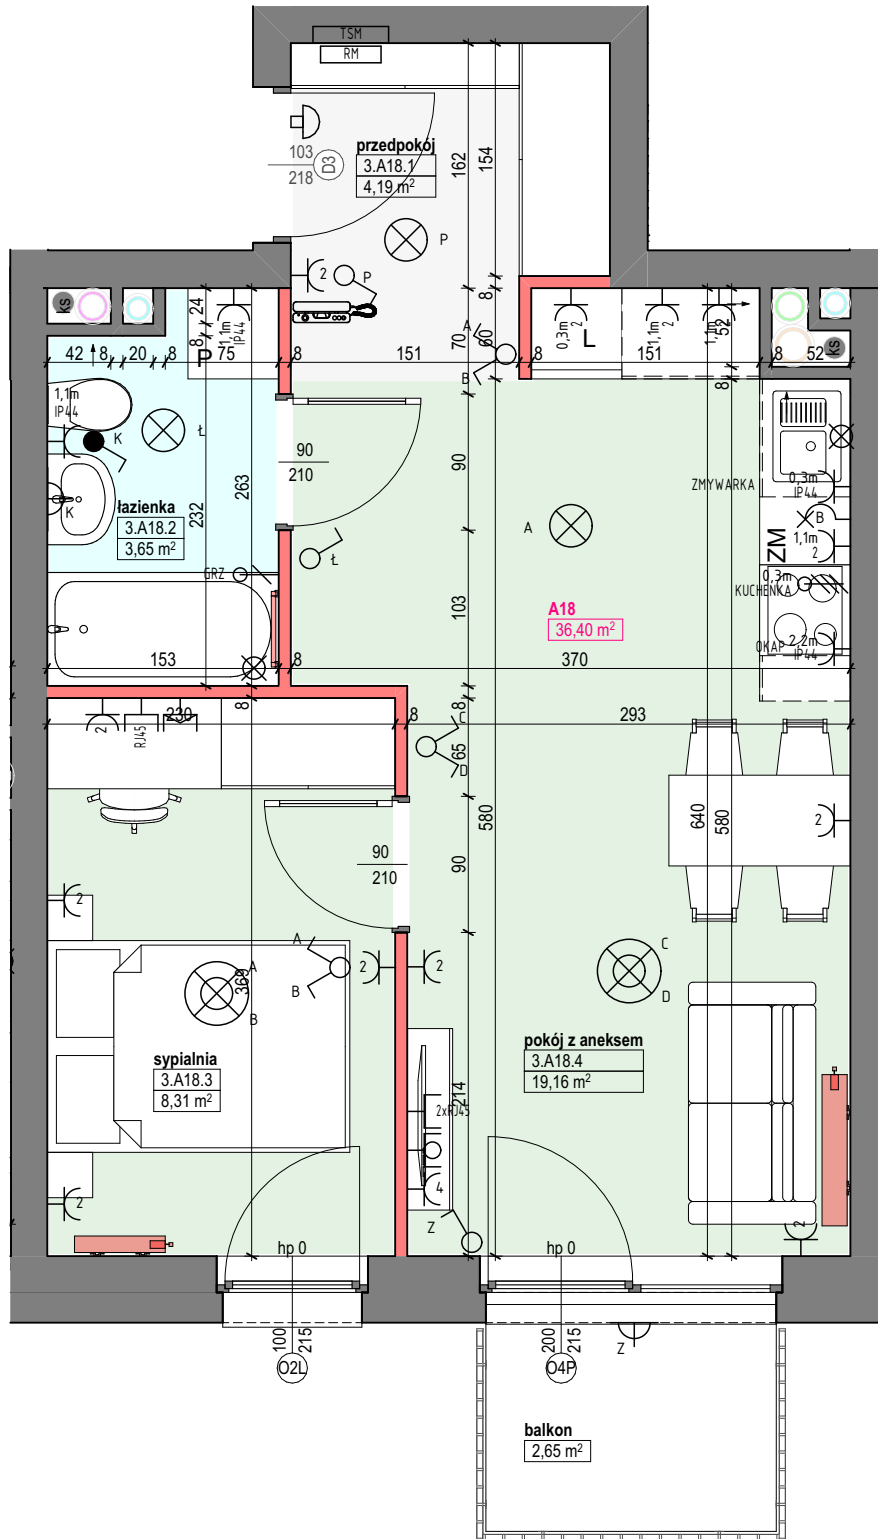 TSM
RM
103
218
D3
przedpokój
3.A18.1
4,19 m²
162
154
P
2
P
A
B
8
70
60
ks
24
8
1,1m
IP44
P
0,3m
2
L
1,1m
2
1,1m
52
ks
42
8
20
8
75
8
151
8
151
8
52
8
1,1m
IP44
K
Ł
K
łazienka
3.A18.2
3,65 m²
232
263
90
210
90
A
ZMYWARKA
0,3m
IP44
B
ZM
1,1m
2
GRZ
Ł
103
A18
36,40 m²
0,3m
KUCHENKA
OKAP
2,2m
IP44
153
8
370
8
8
230
8
293
2
RJ45
C
D
65
580
640
580
2
90
210
90
2
A
B
2
2
369
A
B
C
D
sypialnia
3.A18.3
8,31 m²
pokój z aneksem
3.A18.4
19,16 m²
214
2xRJ45
4
2
Z
2
hp 0
hp 0
100
215
O2L
200
215
O4P
Z
balkon
2,65 m²